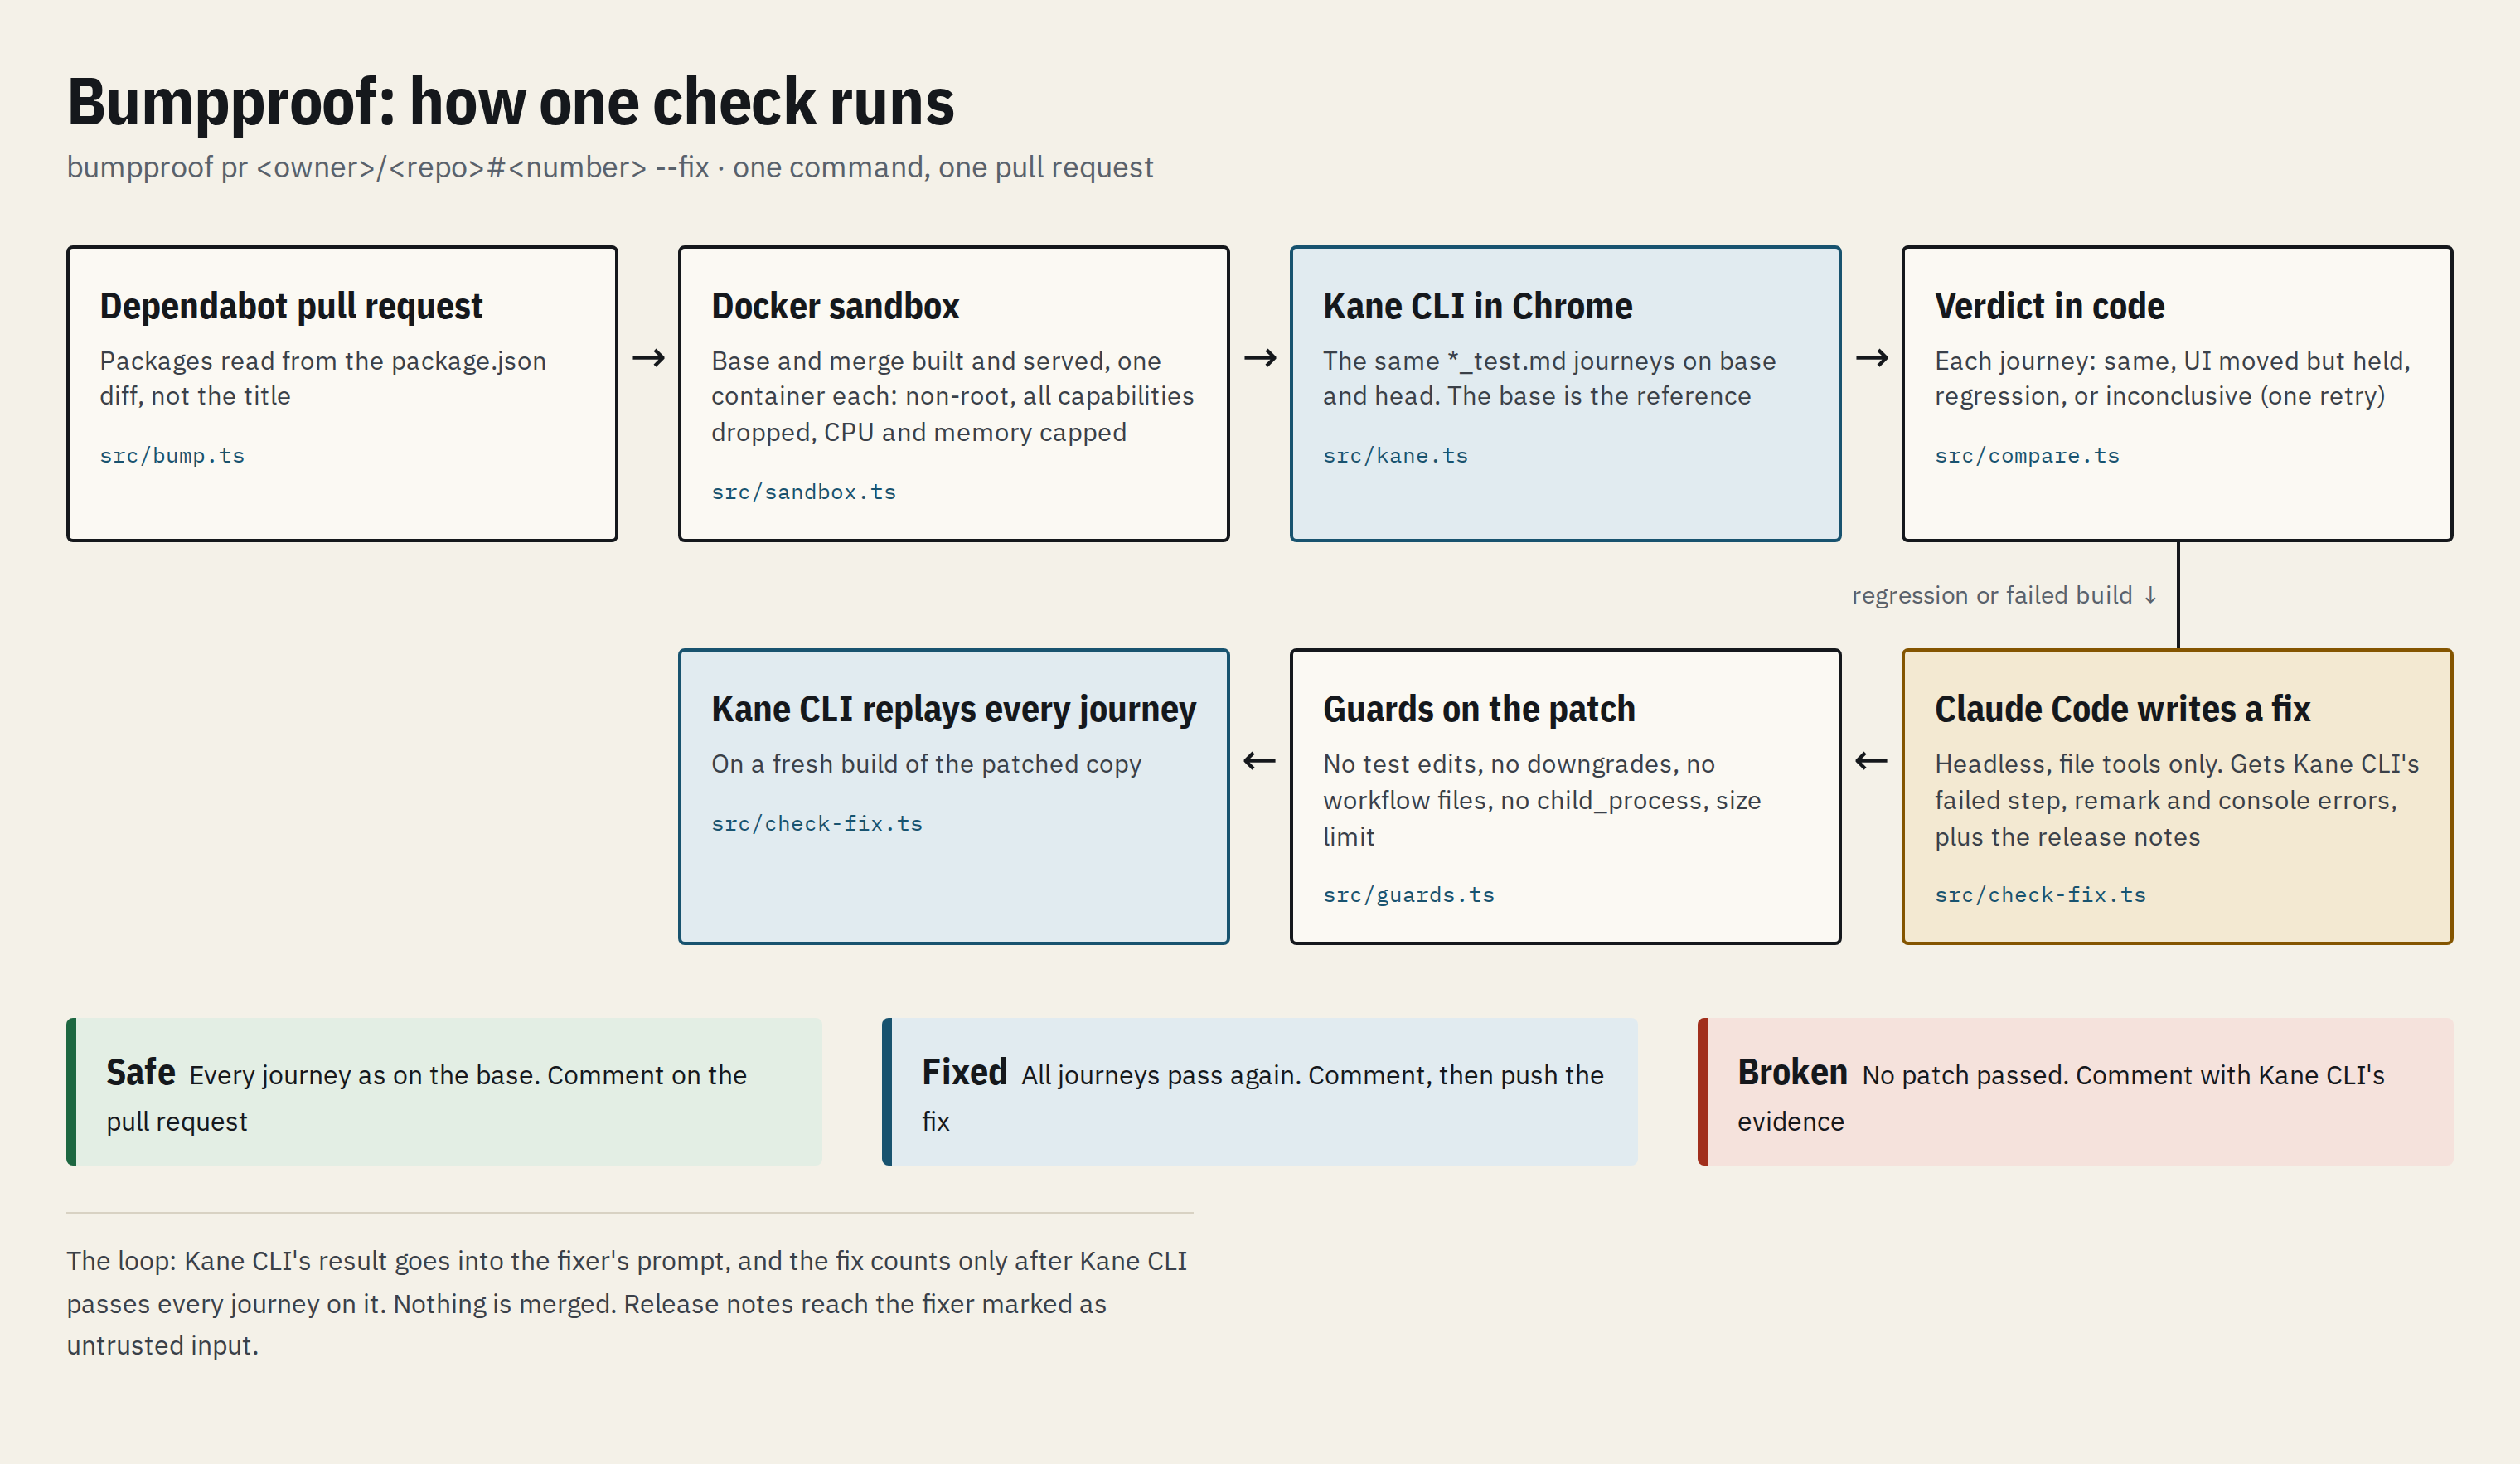 Bumpproof: how one check runs
bumpproof pr <owner>/<repo>#<number> --fix · one command, one pull request
Dependabot pull request
Packages read from the package.json
diff, not the title
src/bump.ts
→
Docker sandbox
Base and merge built and served, one
container each: non-root, all capabilities
dropped, CPU and memory capped
src/sandbox.ts
→
Kane CLI in Chrome
The same *_test.md journeys on base
and head. The base is the reference
src/kane.ts
→
Verdict in code
Each journey: same, UI moved but held,
regression, or inconclusive (one retry)
src/compare.ts
regression or failed build ↓
Kane CLI replays every journey
On a fresh build of the patched copy
src/check-fix.ts
←
Guards on the patch
No test edits, no downgrades, no
workflow files, no child_process, size
limit
src/guards.ts
←
Claude Code writes a fix
Headless, file tools only. Gets Kane CLI's
failed step, remark and console errors,
plus the release notes
src/check-fix.ts
Safe Every journey as on the base. Comment on the
pull request
Fixed All journeys pass again. Comment, then push the
fix
Broken No patch passed. Comment with Kane CLI's
evidence
The loop: Kane CLI's result goes into the fixer's prompt, and the fix counts only after Kane CLI
passes every journey on it. Nothing is merged. Release notes reach the fixer marked as
untrusted input.